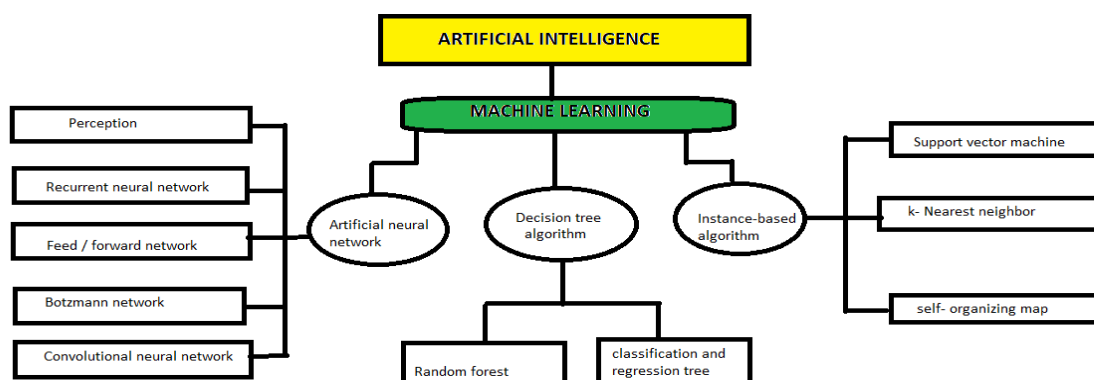 ARTIFICIAL INTELLIGENCE
MACHINE LEARNING
Perception
Recurrent neural network
Feed / forward network
Botzmann network
Convolutional neural network
Artificial neural
network
Decision tree
algorithm
Instance-based
algorithm
Support vector machine
k- Nearest neighbor
self- organizing map
Random forest
classification and
regression tree